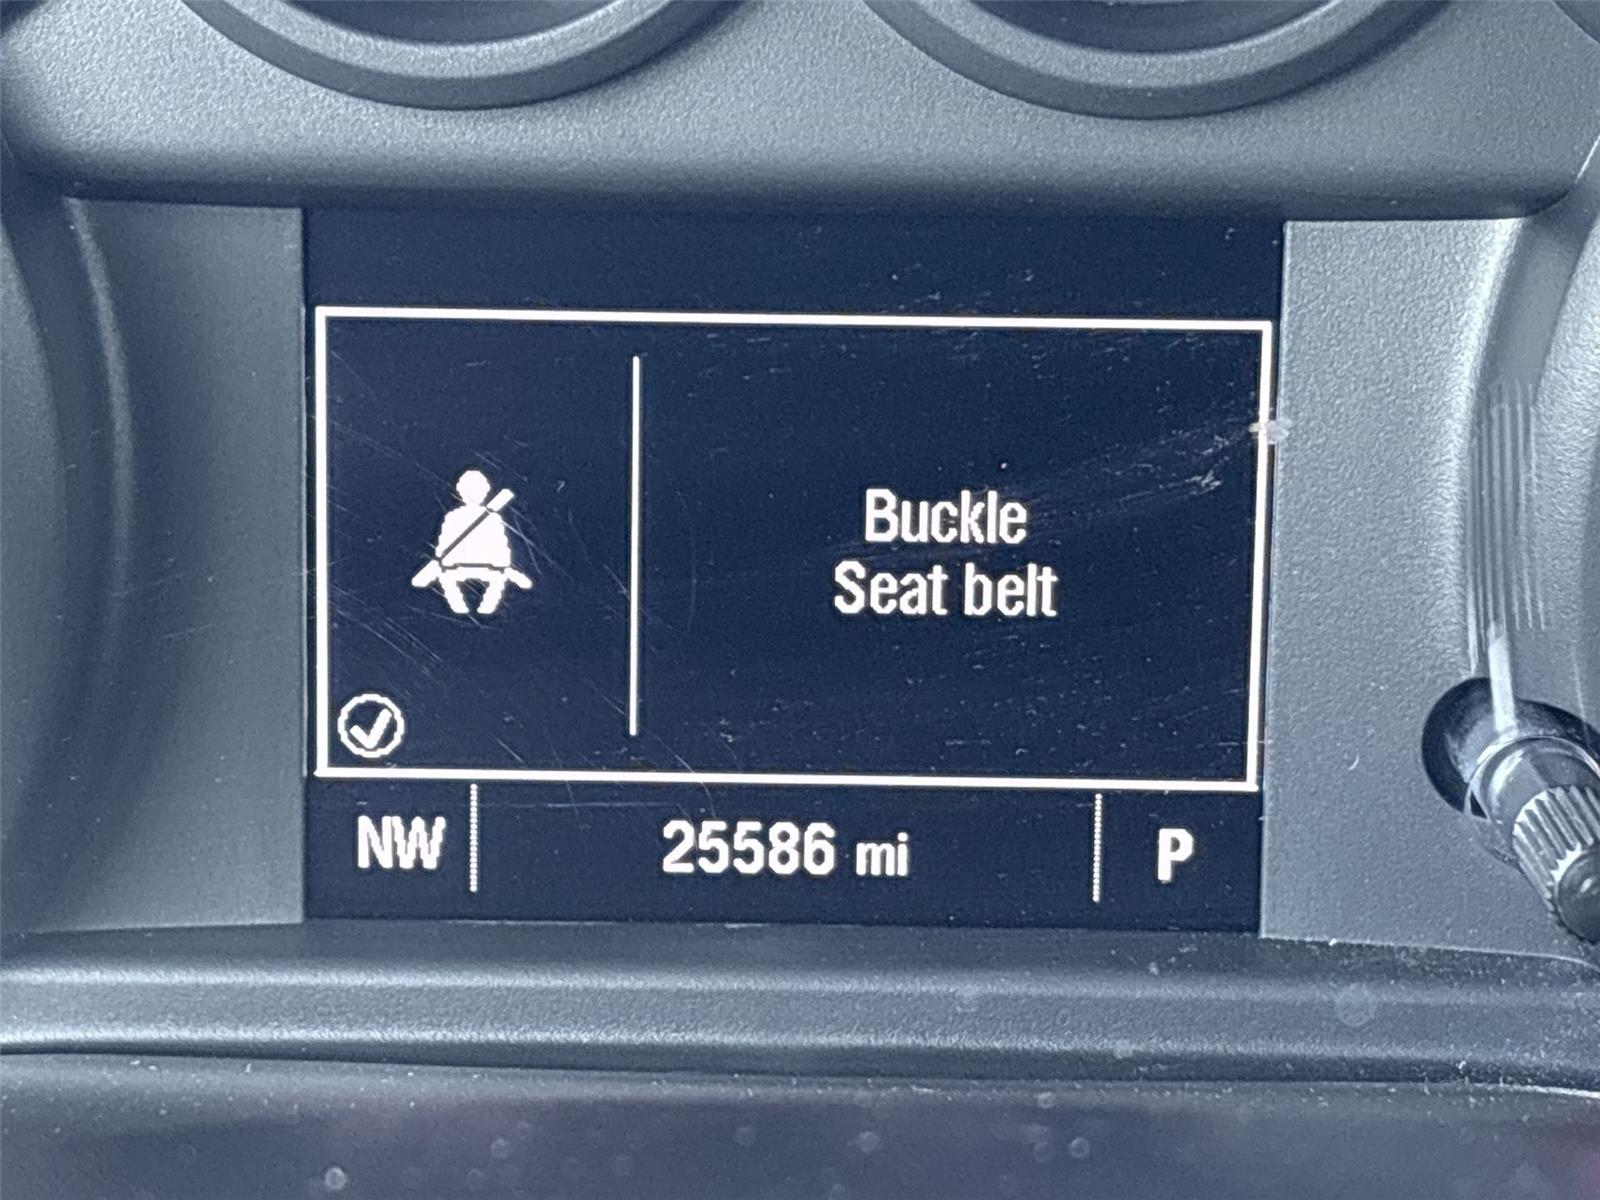 Buckle
Seat belt
NW
25586 mi
P